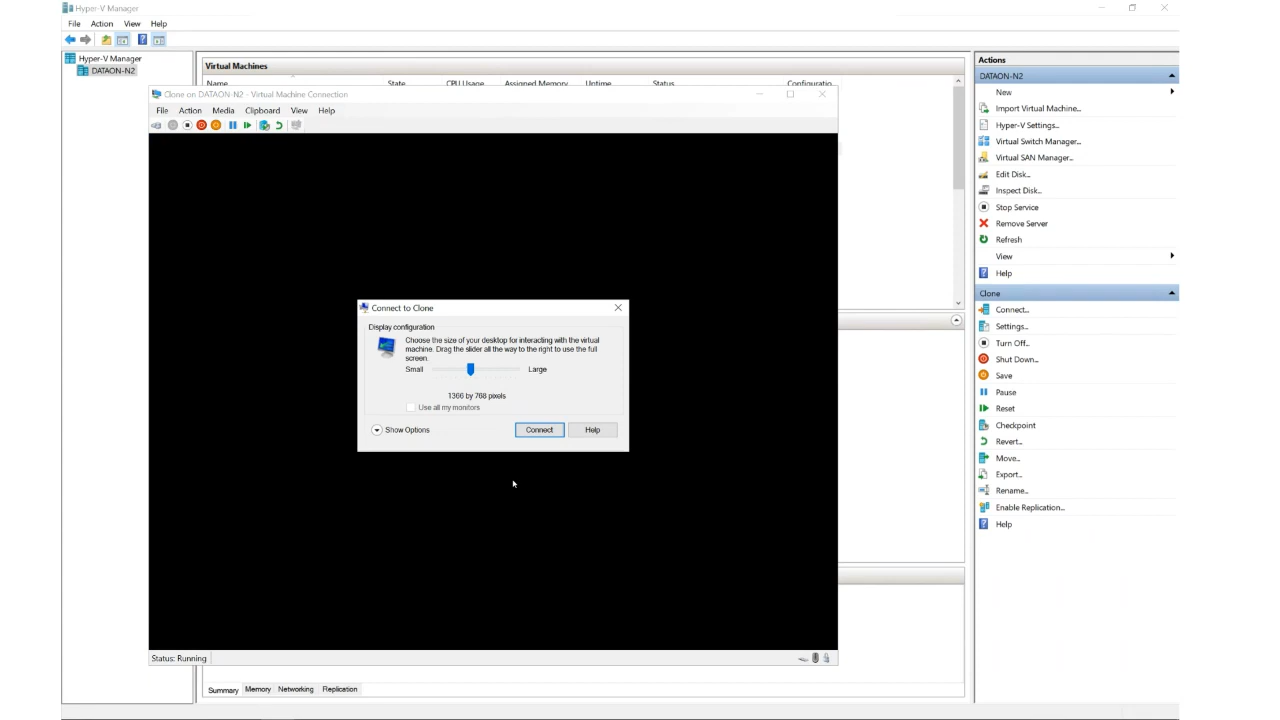 Hyper-V Manager
File Action View Help
Hyper-V Manager
DATAON-N2
Virtual Machines
Name State CPU Usage Assigned Memory Uptime Status Configuratio
Clone on DATAON-N2 - Virtual Machine Connection
File Action Media Clipboard View Help
Connect to Clone
Display configuration
Choose the size of your desktop for interacting with the virtual
machine. Drag the slider all the way to the right to use the full
screen.
Small Large
1366 by 768 pixels
Use all my monitors
Show Options Connect Help
Status: Running
Summary Memory Networking Replication
Actions
DATAON-N2
New
Import Virtual Machine...
Hyper-V Settings...
Virtual Switch Manager...
Virtual SAN Manager...
Edit Disk...
Inspect Disk...
Stop Service
Remove Server
Refresh
View
Help
Clone
Connect...
Settings...
Turn Off...
Shut Down...
Save
Pause
Reset
Checkpoint
Revert...
Move...
Export...
Rename...
Enable Replication...
Help